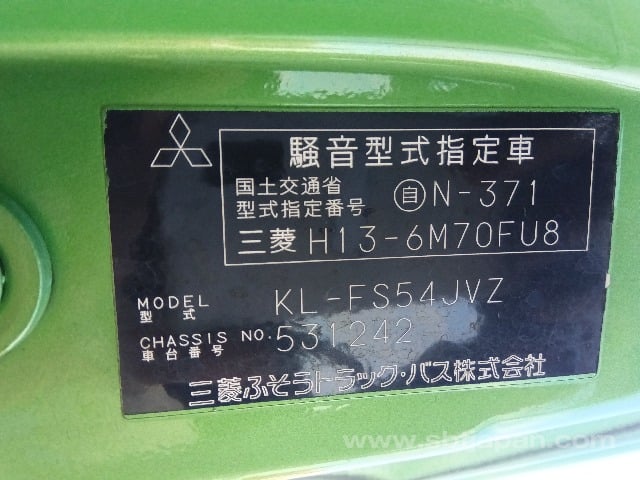 騒音型式指定車
国土交通省
型式指定番号 自N-371
三菱 H13-6M70FU8
MODEL KL-FS54JVZ
型式
CHASSIS NO. 531242
車台番号
三菱ふそうトラック・バス株式会社